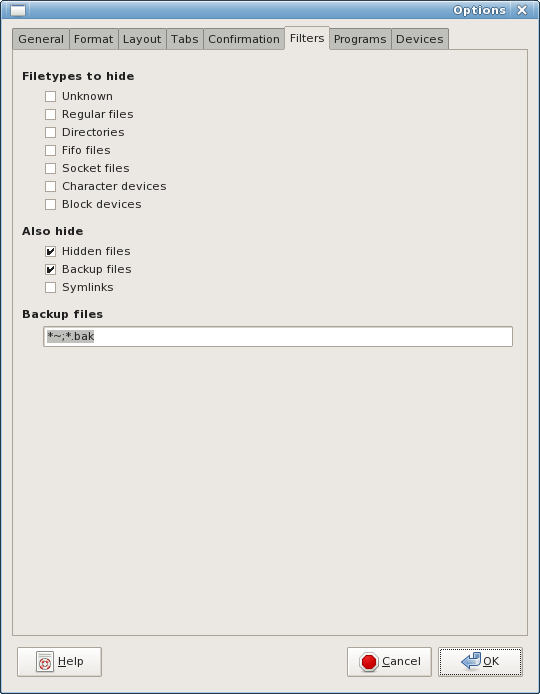 Options
General Format Layout Tabs Confirmation Filters Programs Devices
Filetypes to hide
Unknown
Regular files
Directories
Fifo files
Socket files
Character devices
Block devices
Also hide
Hidden files
Backup files
Symlinks
Backup files
*~;*.bak
Help Cancel OK